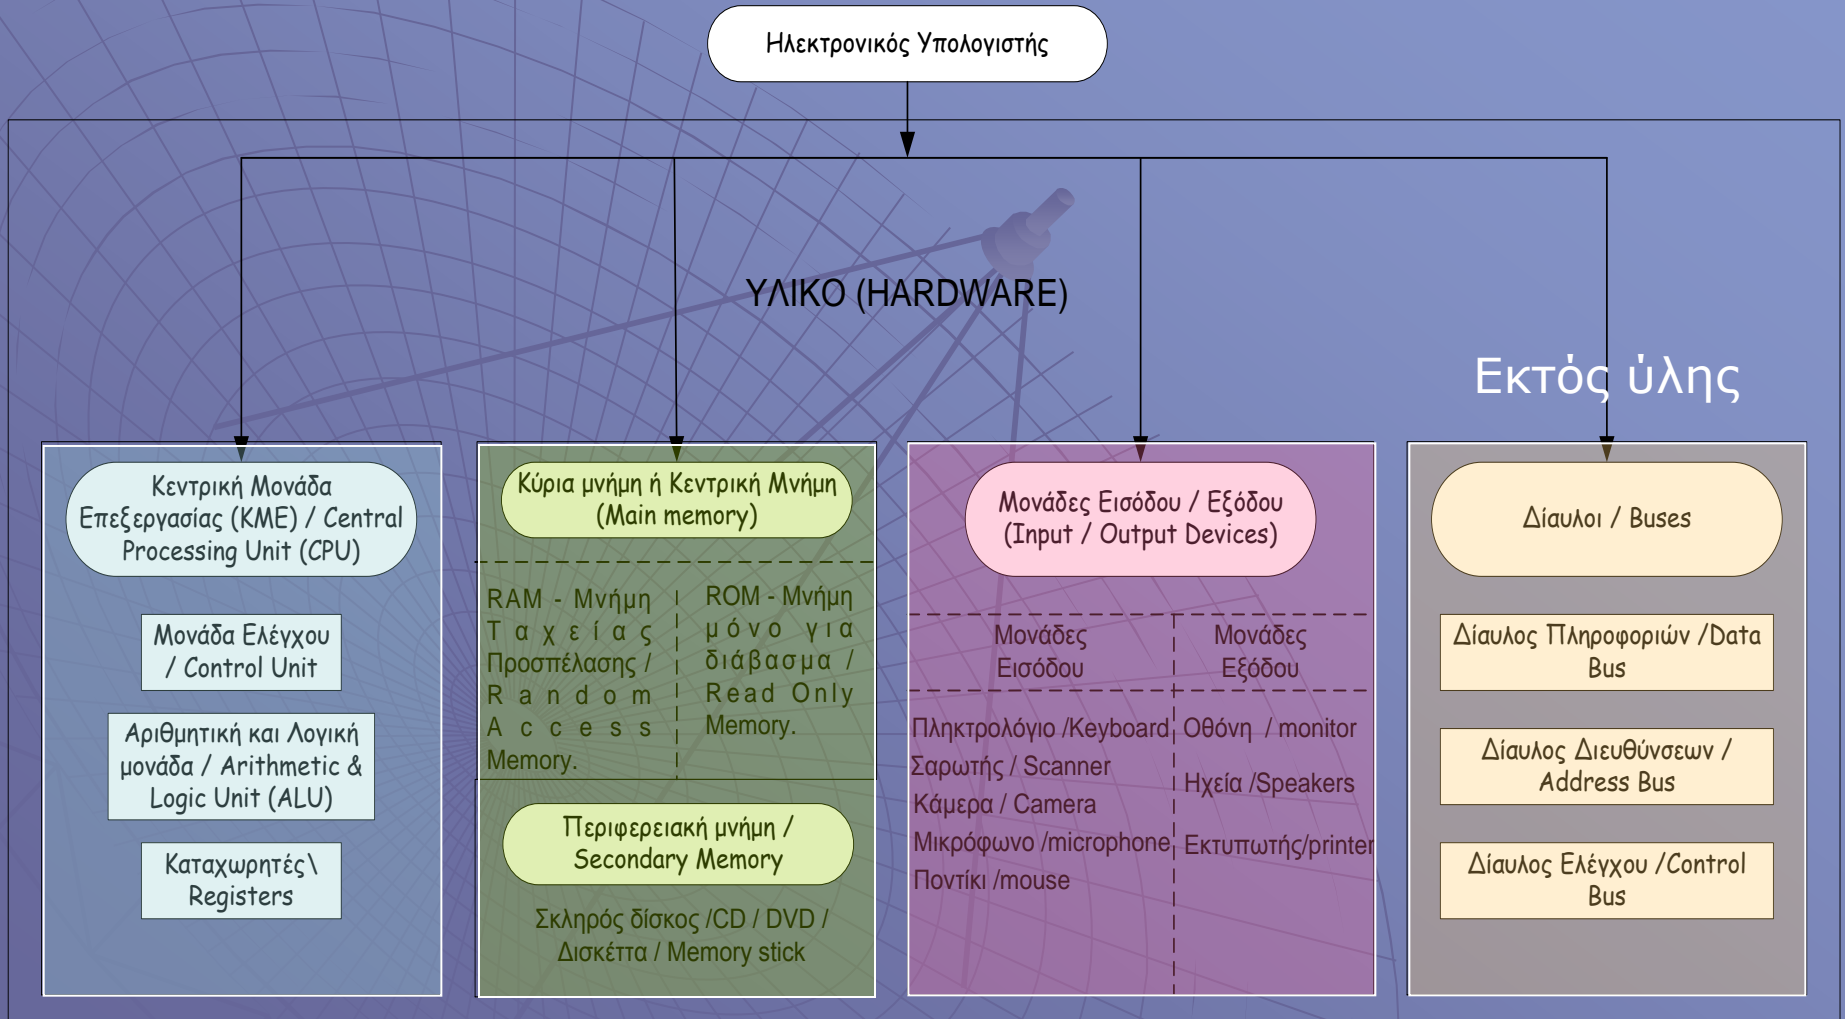 Ηλεκτρονικός Υπολογιστής
ΥΛΙΚΟ (HARDWARE)
Εκτός ύλης
Κεντρική Μονάδα
Επεξεργασίας (ΚΜΕ) / Central
Processing Unit (CPU)
Μονάδα Ελέγχου
/ Control Unit
Αριθμητική και Λογική
μονάδα / Arithmetic &
Logic Unit (ALU)
Καταχωρητές\
Registers
Κύρια μνήμη ή Κεντρική Μνήμη
(Main memory)
RAM - Μνήμη
Ταχείας
Προσπέλασης /
Random
Access
Memory.
ROM - Μνήμη
μόνο για
διάβασμα /
Read Only
Memory.
Περιφερειακή μνήμη /
Secondary Memory
Σκληρός δίσκος /CD / DVD /
Δισκέττα / Memory stick
Μονάδες Εισόδου / Εξόδου
(Input / Output Devices)
Μονάδες
Εισόδου
Πληκτρολόγιο /Keyboard
Σαρωτής / Scanner
Κάμερα / Camera
Μικρόφωνο /microphone
Ποντίκι /mouse
Μονάδες
Εξόδου
Οθόνη / monitor
Ηχεία /Speakers
Εκτυπωτής/printer
Δίαυλοι / Buses
Δίαυλος Πληροφοριών /Data
Bus
Δίαυλος Διευθύνσεων /
Address Bus
Δίαυλος Ελέγχου /Control
Bus